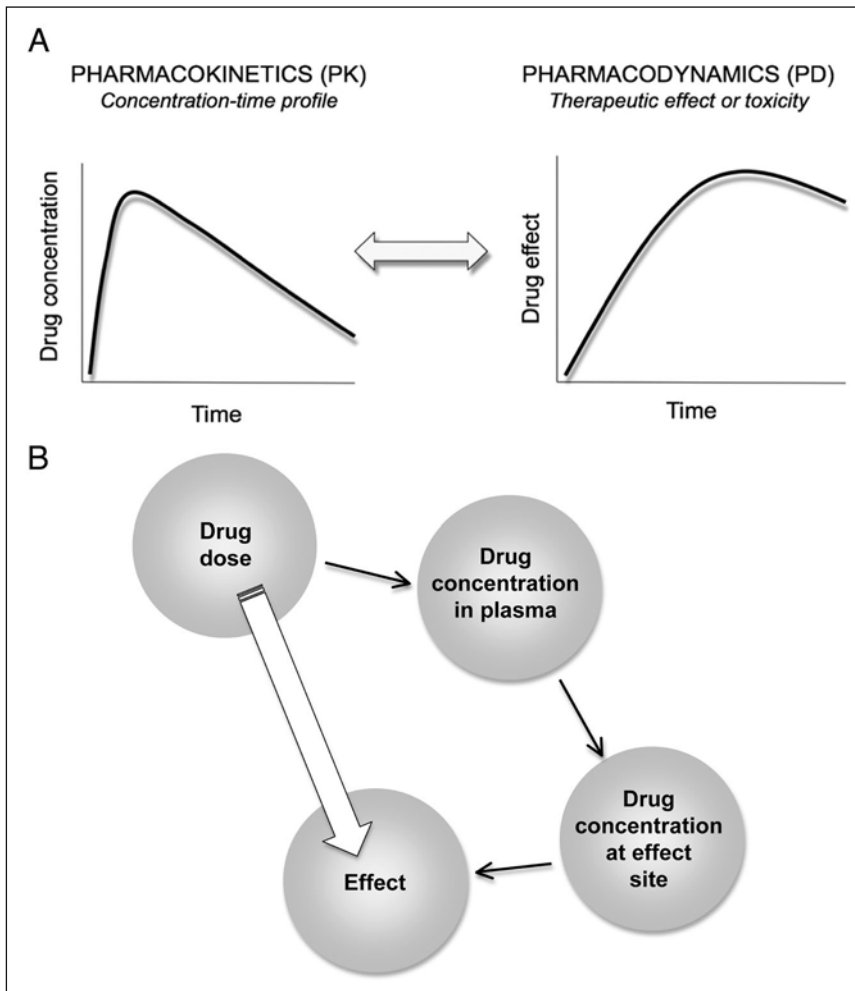 A
PHARMACOKINETICS (PK)
Concentration-time profile
Drug concentration
Time
PHARMACODYNAMICS (PD)
Therapeutic effect or toxicity
Drug effect
Time
B
Drug
dose
Drug
concentration
in plasma
Drug
concentration
at effect
site
Effect